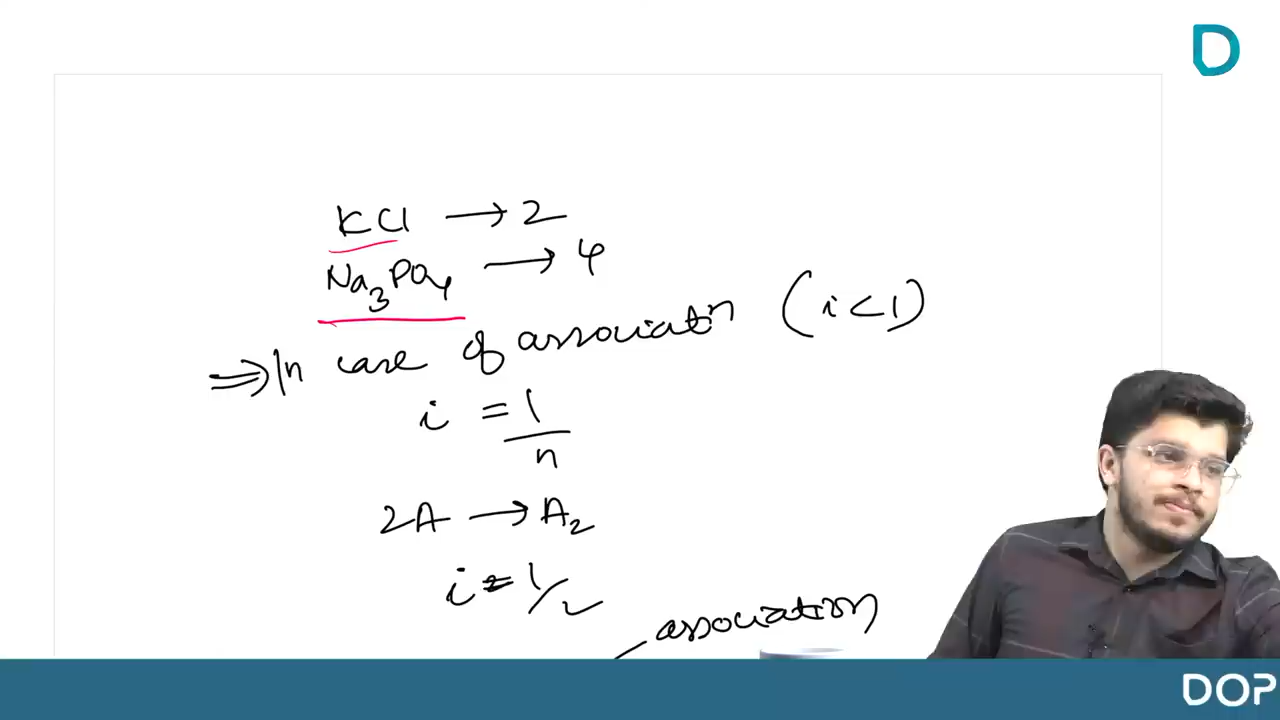 D
KCl → 2
Na₃PO₄ → 4
⇒ In case of associatⁿ (i<1)
i = 1/n
2A → A₂
i = 1/2
association
DOP